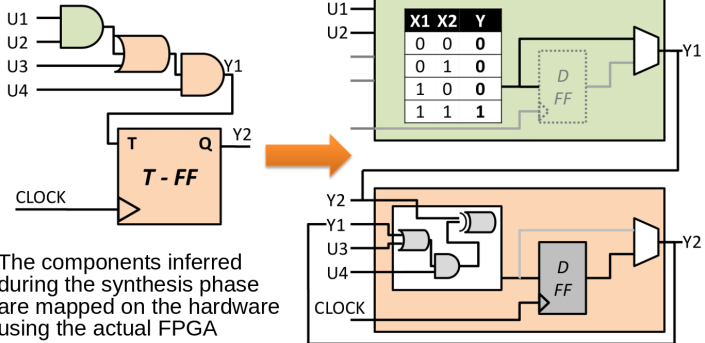 U1
U2
U3
U4
Y1
T Q
Y2
T - FF
CLOCK
The components inferred
during the synthesis phase
are mapped on the hardware
using the actual FPGA
U1
U2
X1 X2 Y
0 0 0
0 1 0
1 0 0
1 1 1
D
FF
Y1
Y2
Y1
U3
U4
CLOCK
D
FF
Y2